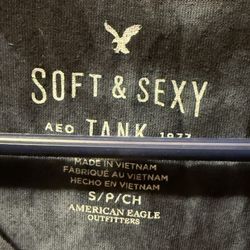 SOFT & SEXY
AEO TANK 1977
MADE IN VIETNAM
FABRIQUÉ AU VIETNAM
HECHO EN VIETNAM
S/P/CH
AMERICAN EAGLE
OUTFITTERS